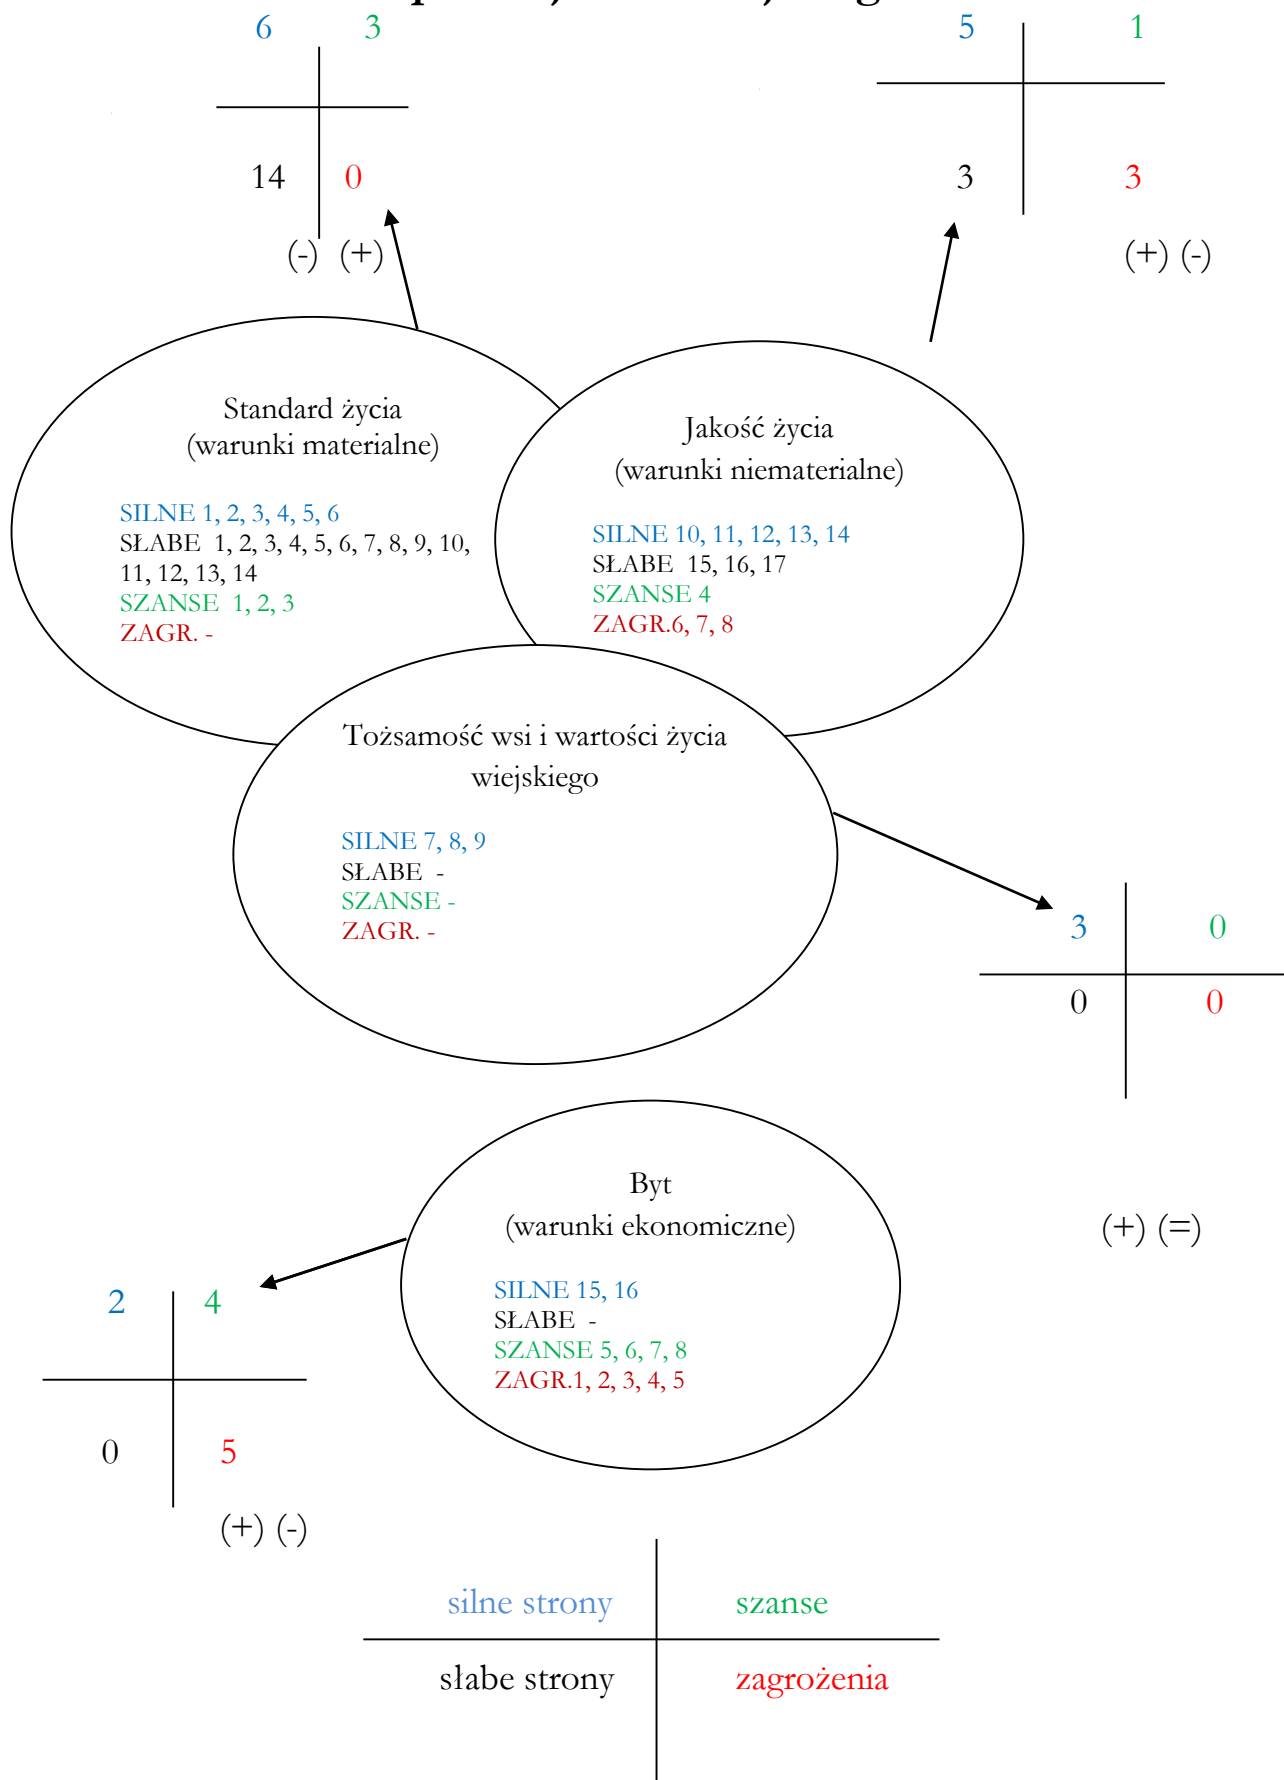 6 3
14 0
(-) (+)
5 1
3 3
(+) (-)
Standard życia
(warunki materialne)
SILNE 1, 2, 3, 4, 5, 6
SŁABE 1, 2, 3, 4, 5, 6, 7, 8, 9, 10,
11, 12, 13, 14
SZANSE 1, 2, 3
ZAGR. -
Jakość życia
(warunki niematerialne)
SILNE 10, 11, 12, 13, 14
SŁABE 15, 16, 17
SZANSE 4
ZAGR.6, 7, 8
Tożsamość wsi i wartości życia
wiejskiego
SILNE 7, 8, 9
SŁABE -
SZANSE -
ZAGR. -
3 0
0 0
(+) (=)
Byt
(warunki ekonomiczne)
SILNE 15, 16
SŁABE -
SZANSE 5, 6, 7, 8
ZAGR.1, 2, 3, 4, 5
2 4
0 5
(+) (-)
silne strony szanse
słabe strony zagrożenia